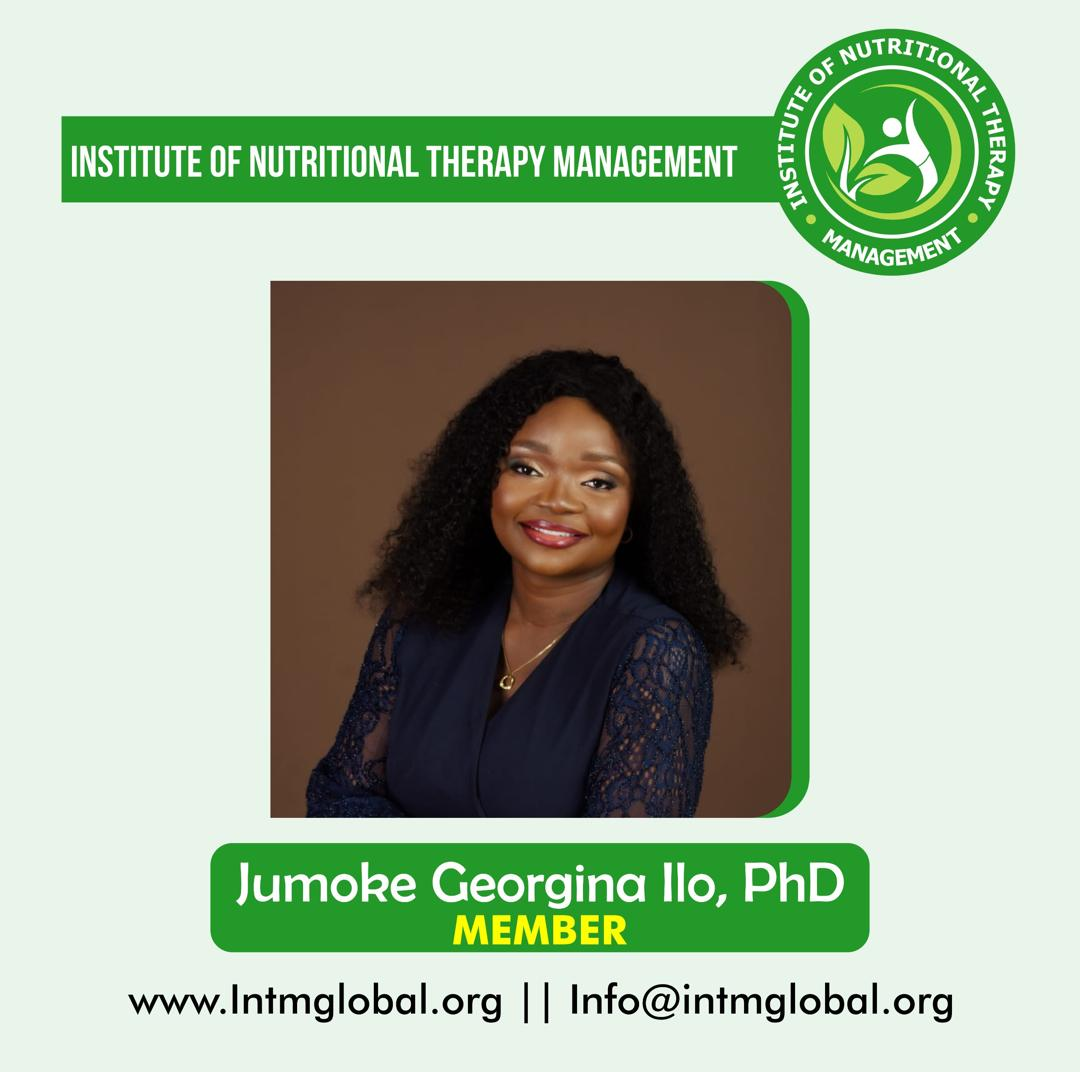 INSTITUTE OF NUTRITIONAL THERAPY MANAGEMENT
INSTITUTE OF NUTRITIONAL THERAPY
MANAGEMENT
Jumoke Georgina Ilo, PhD
MEMBER
www.Intmglobal.org || Info@intmglobal.org